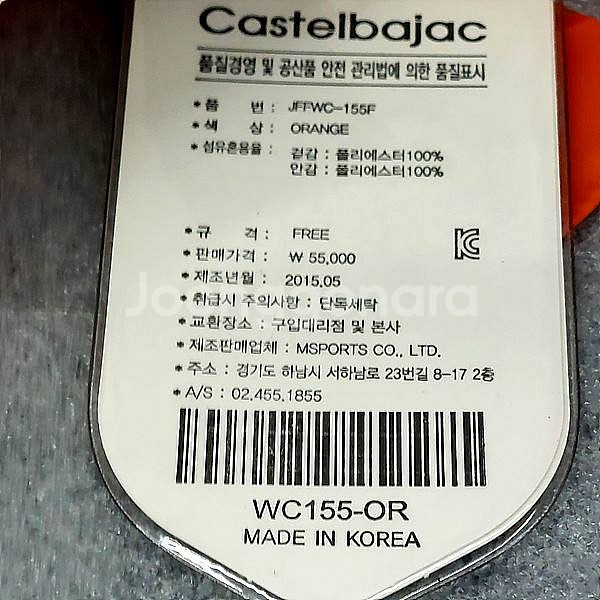 Castelbajac
품질경영 및 공산품 안전 관리법에 의한 품질표시
* 품 번 : JFFWC-155F
* 색 상 : ORANGE
* 섬유혼용율 : 겉감 : 폴리에스터100%
안감 : 폴리에스터100%
* 규 격 : FREE
* 판매가격 : ₩ 55,000
* 제조년월 : 2015.05
* 취급시 주의사항 : 단독세탁
* 교환장소 : 구입대리점 및 본사
* 제조판매업체 : MSPORTS CO., LTD.
* 주소 : 경기도 하남시 서하남로 23번길 8-17 2층
* A/S : 02.455.1855
WC155-OR
MADE IN KOREA
Joonggonara